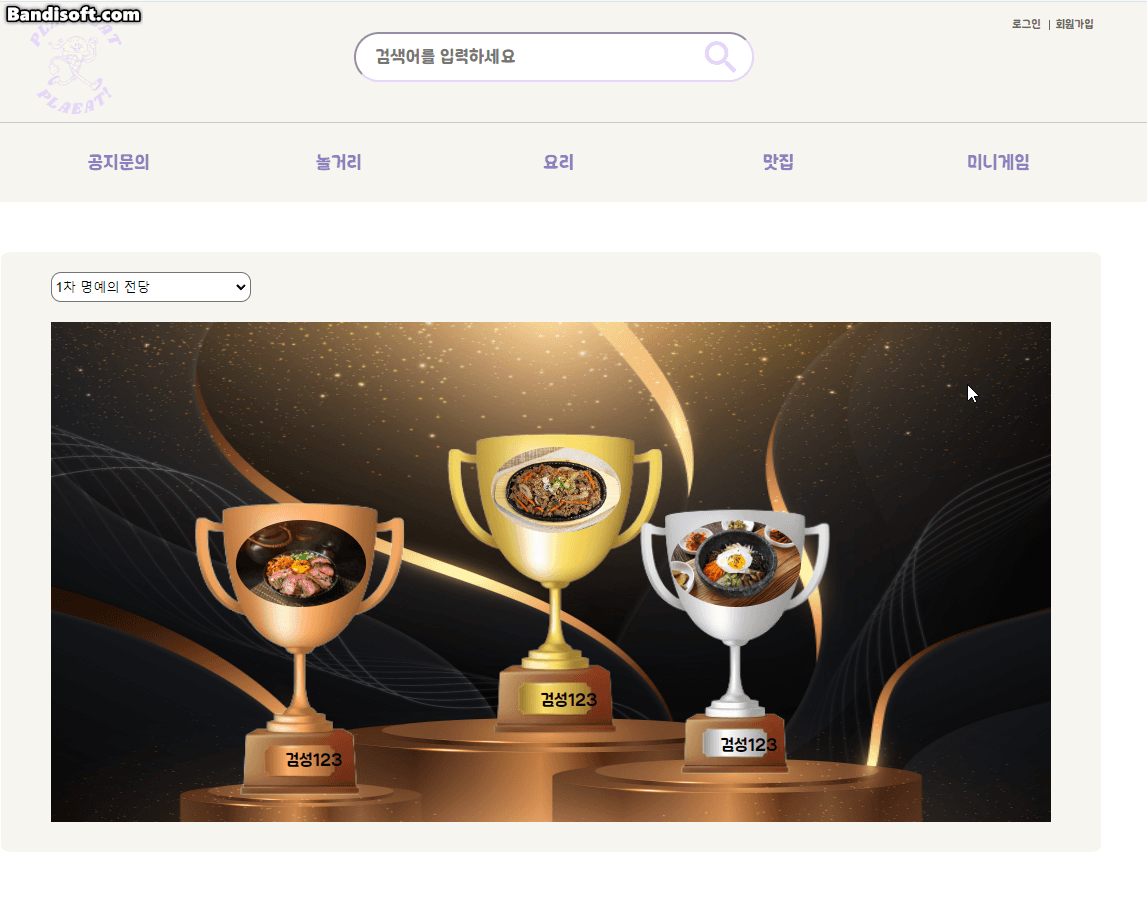 Bandisoft.com
PLAEAT!
로그인 | 회원가입
검색어를 입력하세요
공지문의 놀거리 요리 맛집 미니게임
1차 명예의 전당
검성123
검성123
검성123